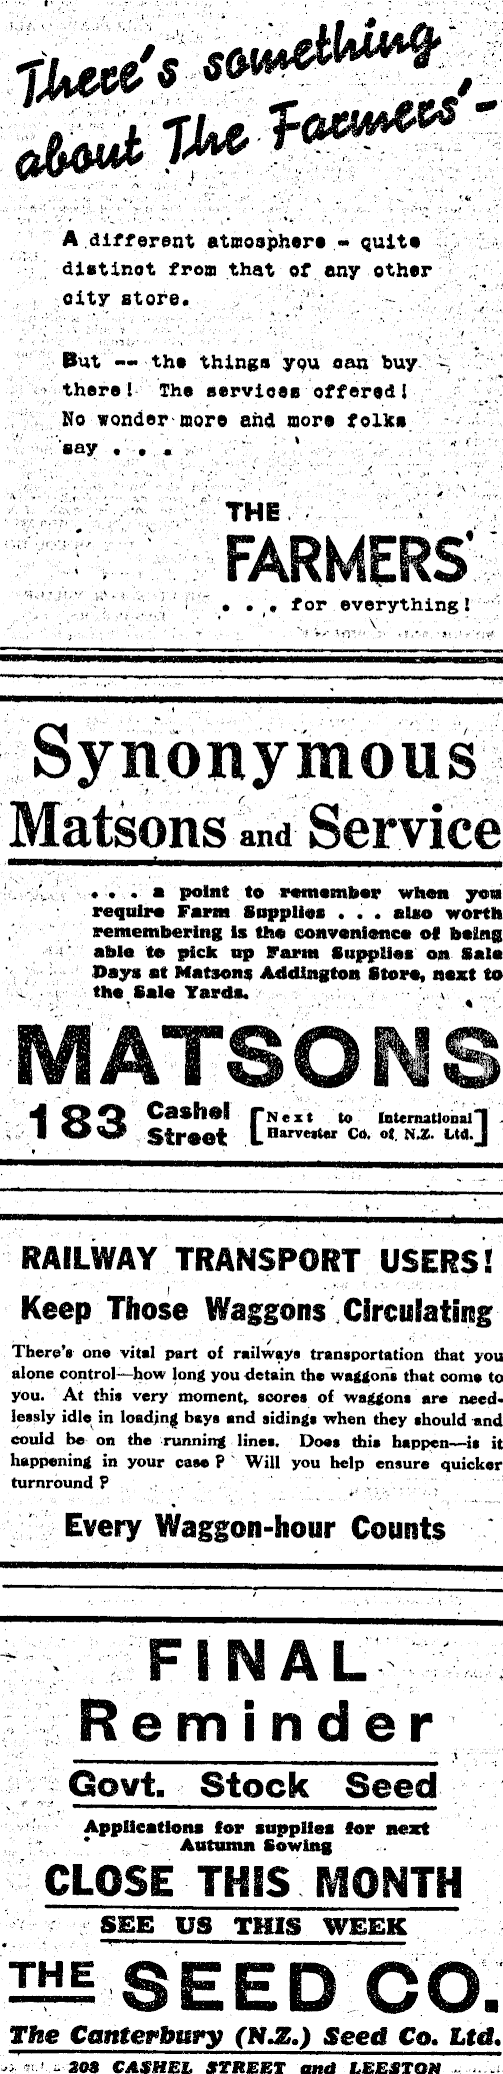 There's something
about The Farmers'-
A different atmosphere - quite
distinct from that of any other
city store.
But -- the things you can buy
there! The services offered!
No wonder more and more folks
say . . .
THE
FARMERS'
. . . for everything!
Synonymous
Matsons and Service
. . . a point to remember when you
require Farm Supplies . . . also worth
remembering is the convenience of being
able to pick up Farm Supplies on Sale
Days at Matsons Addington Store, next to
the Sale Yards.
MATSONS
183 Cashel Street [Next to International
Harvester Co. of N.Z. Ltd.]
RAILWAY TRANSPORT USERS!
Keep Those Waggons Circulating
There's one vital part of railways transportation that you
alone control—how long you detain the waggons that come to
you. At this very moment, scores of waggons are need-
lessly idle in loading bays and sidings when they should and
could be on the running lines. Does this happen—is it
happening in your case? Will you help ensure quicker
turnround?
Every Waggon-hour Counts
FINAL
Reminder
Govt. Stock Seed
Applications for supplies for next
Autumn Sowing
CLOSE THIS MONTH
SEE US THIS WEEK
THE SEED CO.
The Canterbury (N.Z.) Seed Co. Ltd.
208 CASHEL STREET and LEESTON